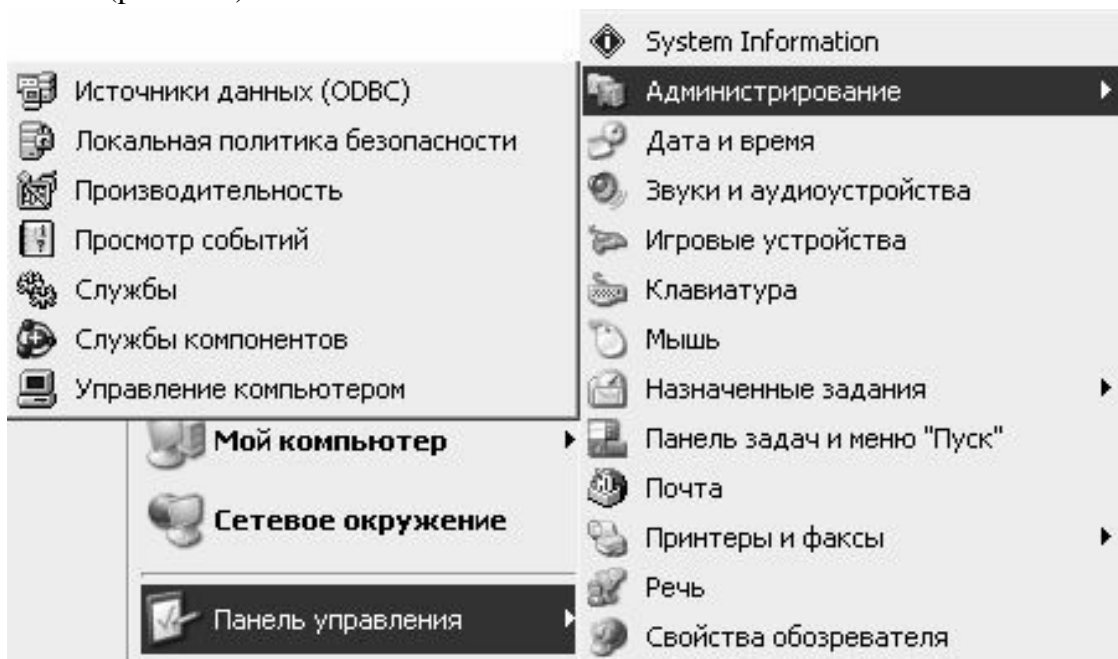 System Information
Администрирование
Дата и время
Звуки и аудиоустройства
Игровые устройства
Клавиатура
Мышь
Назначенные задания
Панель задач и меню "Пуск"
Почта
Принтеры и факсы
Речь
Свойства обозревателя
Источники данных (ODBC)
Локальная политика безопасности
Производительность
Просмотр событий
Службы
Службы компонентов
Управление компьютером
Мой компьютер
Сетевое окружение
Панель управления